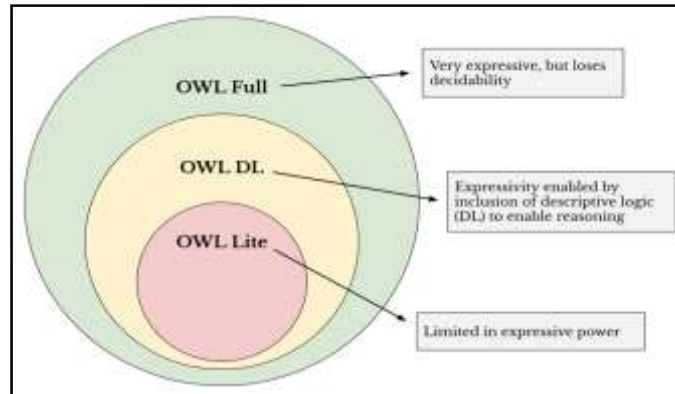 OWL Full
Very expressive, but loses
decidability
OWL DL
Expressivity enabled by
inclusion of descriptive logic
(DL) to enable reasoning
OWL Lite
Limited in expressive power